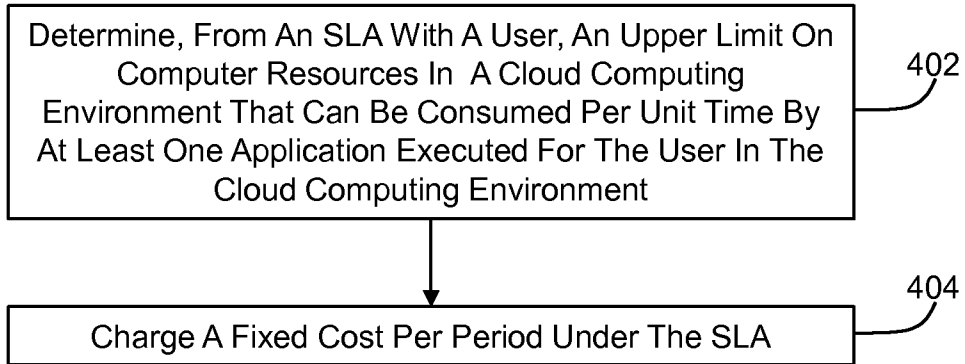 Determine, From An SLA With A User, An Upper Limit On
Computer Resources In A Cloud Computing
Environment That Can Be Consumed Per Unit Time By
At Least One Application Executed For The User In The
Cloud Computing Environment
402
Charge A Fixed Cost Per Period Under The SLA
404